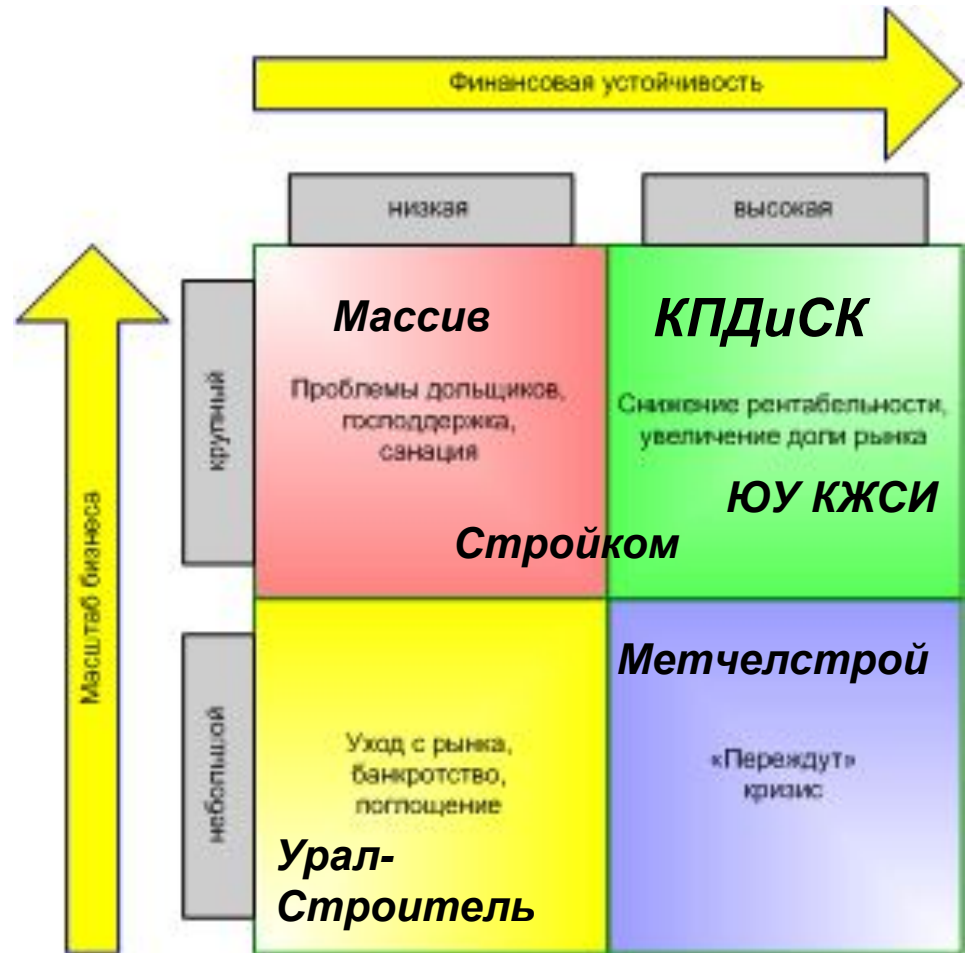 Финансовая устойчивость
низкая
высокая
Масштаб бизнеса
крупный
небольшой
Массив
Проблемы дольщиков,
господдержка,
санация
КПДиСК
Снижение рентабельности,
увеличение доли рынка
ЮУ КЖСИ
Стройком
Уход с рынка,
банкротство,
поглощение
Урал-
Строитель
Метчелстрой
«Переждут»
кризис